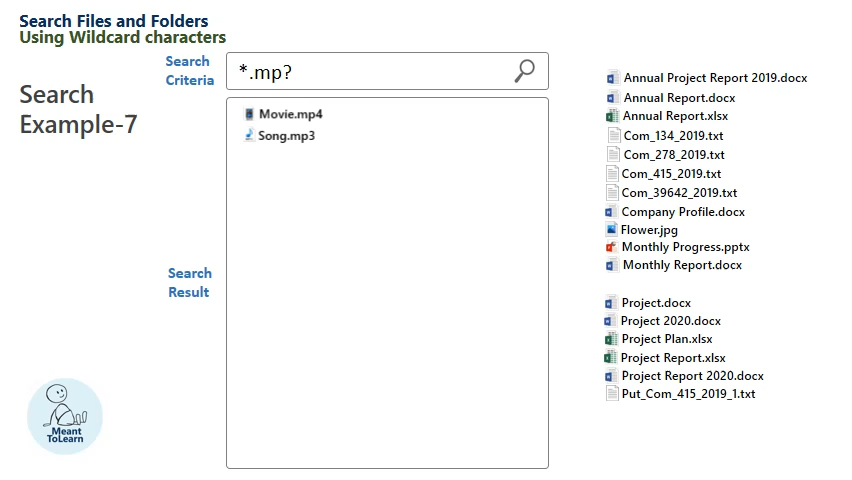 Search Files and Folders
Using Wildcard characters
Search
Example-7
Search
Criteria
*.mp?
Movie.mp4
Song.mp3
Search
Result
Annual Project Report 2019.docx
Annual Report.docx
Annual Report.xlsx
Com_134_2019.txt
Com_278_2019.txt
Com_415_2019.txt
Com_39642_2019.txt
Company Profile.docx
Flower.jpg
Monthly Progress.pptx
Monthly Report.docx
Project.docx
Project 2020.docx
Project Plan.xlsx
Project Report.xlsx
Project Report 2020.docx
Put_Com_415_2019_1.txt
Meant
ToLearn